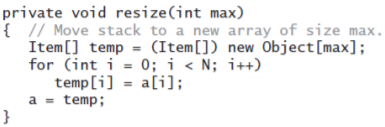 private void resize(int max)
{  // Move stack to a new array of size max.
   Item[] temp = (Item[]) new Object[max];
   for (int i = 0; i < N; i++)
      temp[i] = a[i];
   a = temp;
}